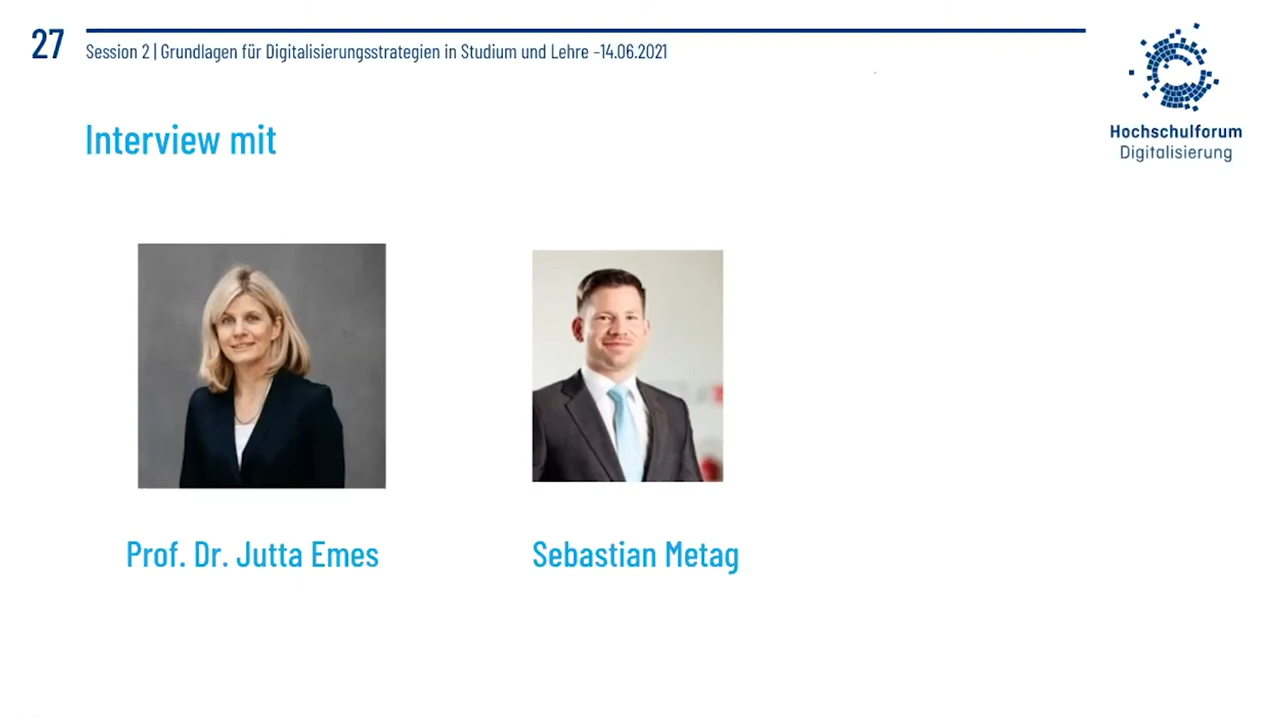 27
Session 2 | Grundlagen für Digitalisierungsstrategien in Studium und Lehre –14.06.2021
Hochschulforum
Digitalisierung
Interview mit
Prof. Dr. Jutta Emes
Sebastian Metag